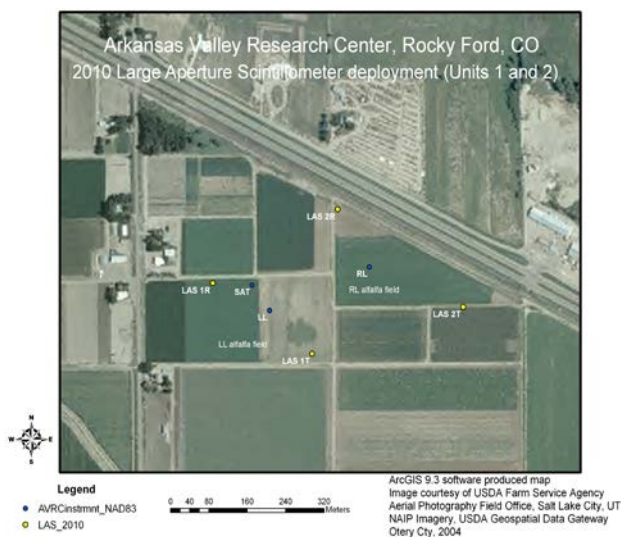 Arkansas Valley Research Center, Rocky Ford, CO
2010 Large Aperture Scintillometer deployment (Units 1 and 2)
LAS 2R
RL
RL alfalfa field
LAS 1R
SAT
LL
LAS 2T
LL alfalfa field
LAS 1T
N
W
E
S
Legend
AVRCinstrmnt_NAD83
LAS_2010
0 40 80 160 240 320
Meters
ArcGIS 9.3 software produced map
Image courtesy of USDA Farm Service Agency
Aerial Photography Field Office, Salt Lake City, UT
NAIP Imagery, USDA Geospatial Data Gateway
Otery Cty, 2004